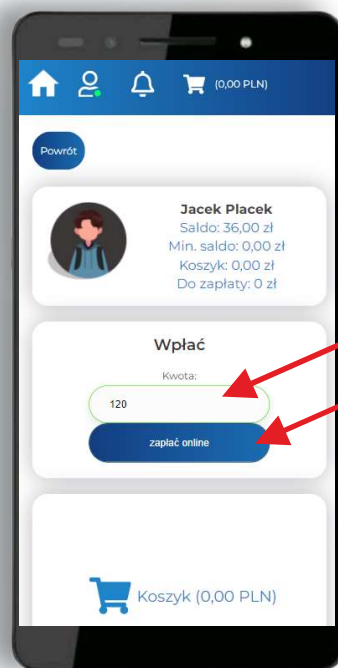 (0,00 PLN)
Powrót
Jacek Placek
Saldo: 36,00 zł
Min. saldo: 0,00 zł
Koszyk: 0,00 zł
Do zapłaty: 0 zł
Wpłać
Kwota:
120
zapłać online
Koszyk (0,00 PLN)